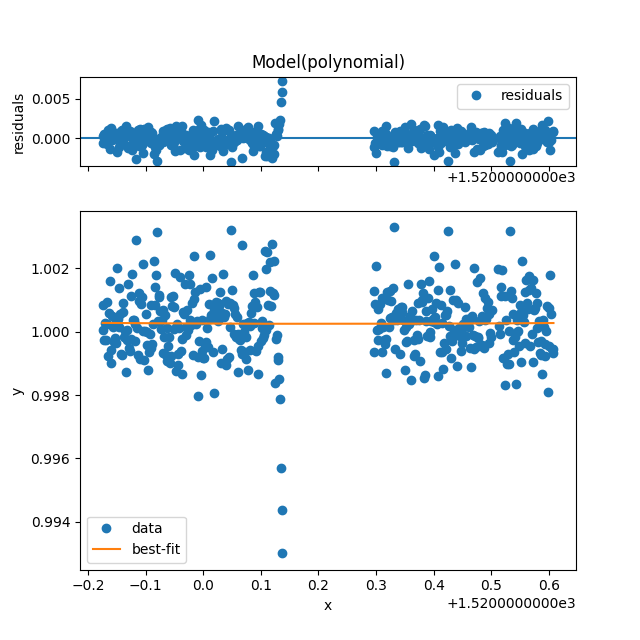 Model(polynomial)
residuals
0.005
0.000
residuals
+1.5200000000e3
y
1.002
1.000
0.998
0.996
0.994
data
best-fit
−0.2 −0.1 0.0 0.1 0.2 0.3 0.4 0.5 0.6
x
+1.5200000000e3